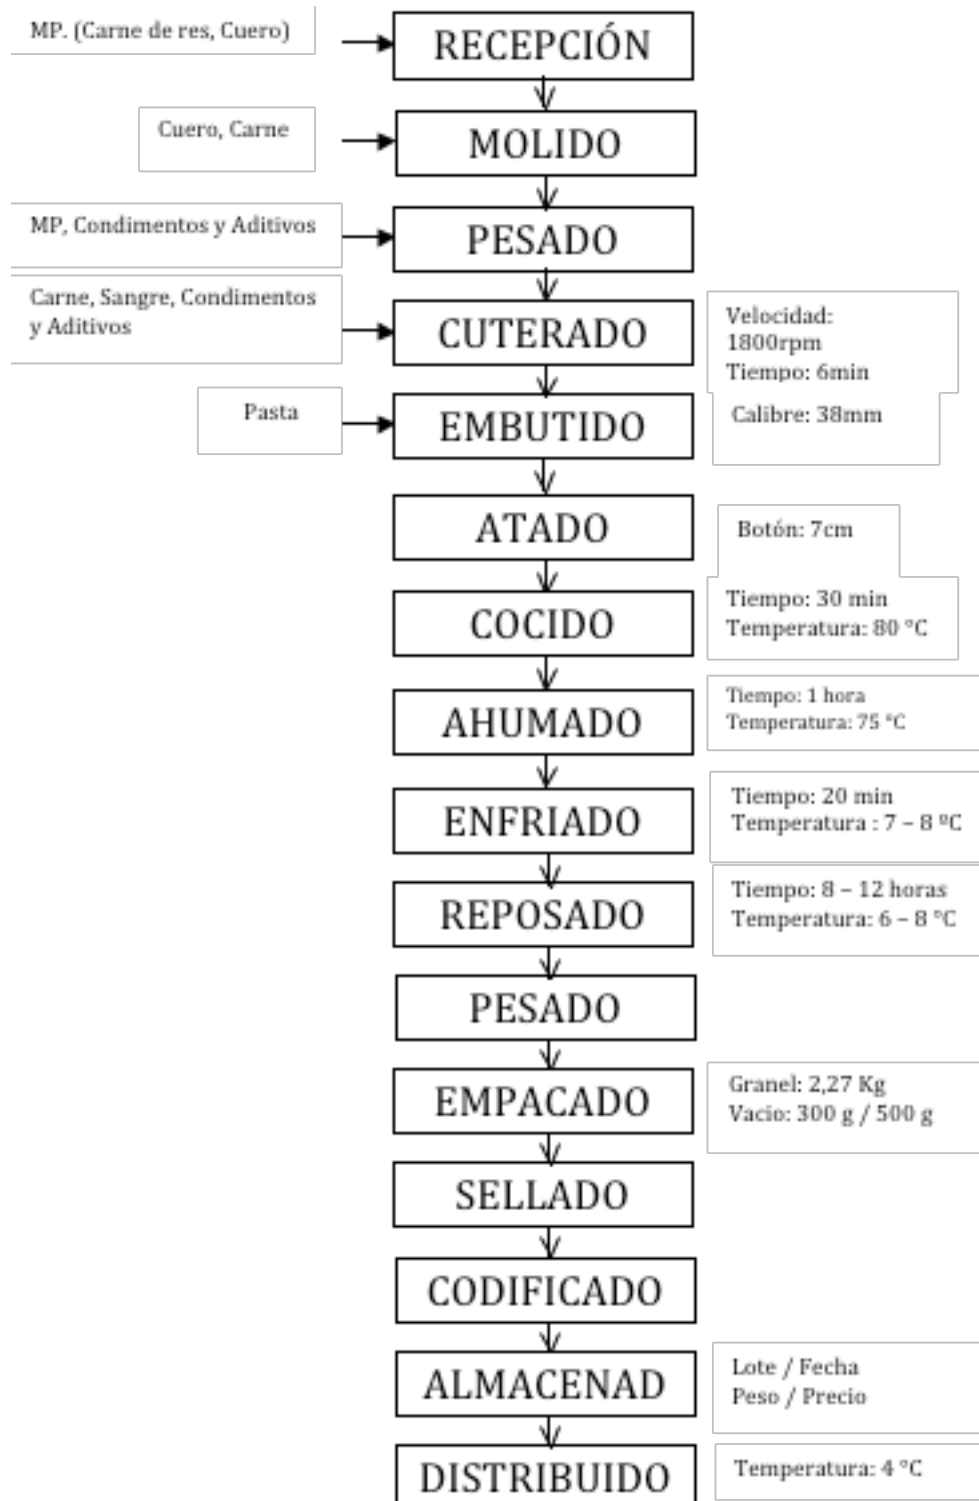 MP. (Carne de res, Cuero)
RECEPCIÓN
Cuero, Carne
MOLIDO
MP, Condimentos y Aditivos
PESADO
Carne, Sangre, Condimentos
y Aditivos
CUTERADO
Velocidad:
1800rpm
Tiempo: 6min
Pasta
EMBUTIDO
Calibre: 38mm
ATADO
Botón: 7cm
COCIDO
Tiempo: 30 min
Temperatura: 80 °C
AHUMADO
Tiempo: 1 hora
Temperatura: 75 °C
ENFRIADO
Tiempo: 20 min
Temperatura : 7 – 8 ºC
REPOSADO
Tiempo: 8 – 12 horas
Temperatura: 6 – 8 °C
PESADO
EMPACADO
Granel: 2,27 Kg
Vacio: 300 g / 500 g
SELLADO
CODIFICADO
ALMACENAD
Lote / Fecha
Peso / Precio
DISTRIBUIDO
Temperatura: 4 °C